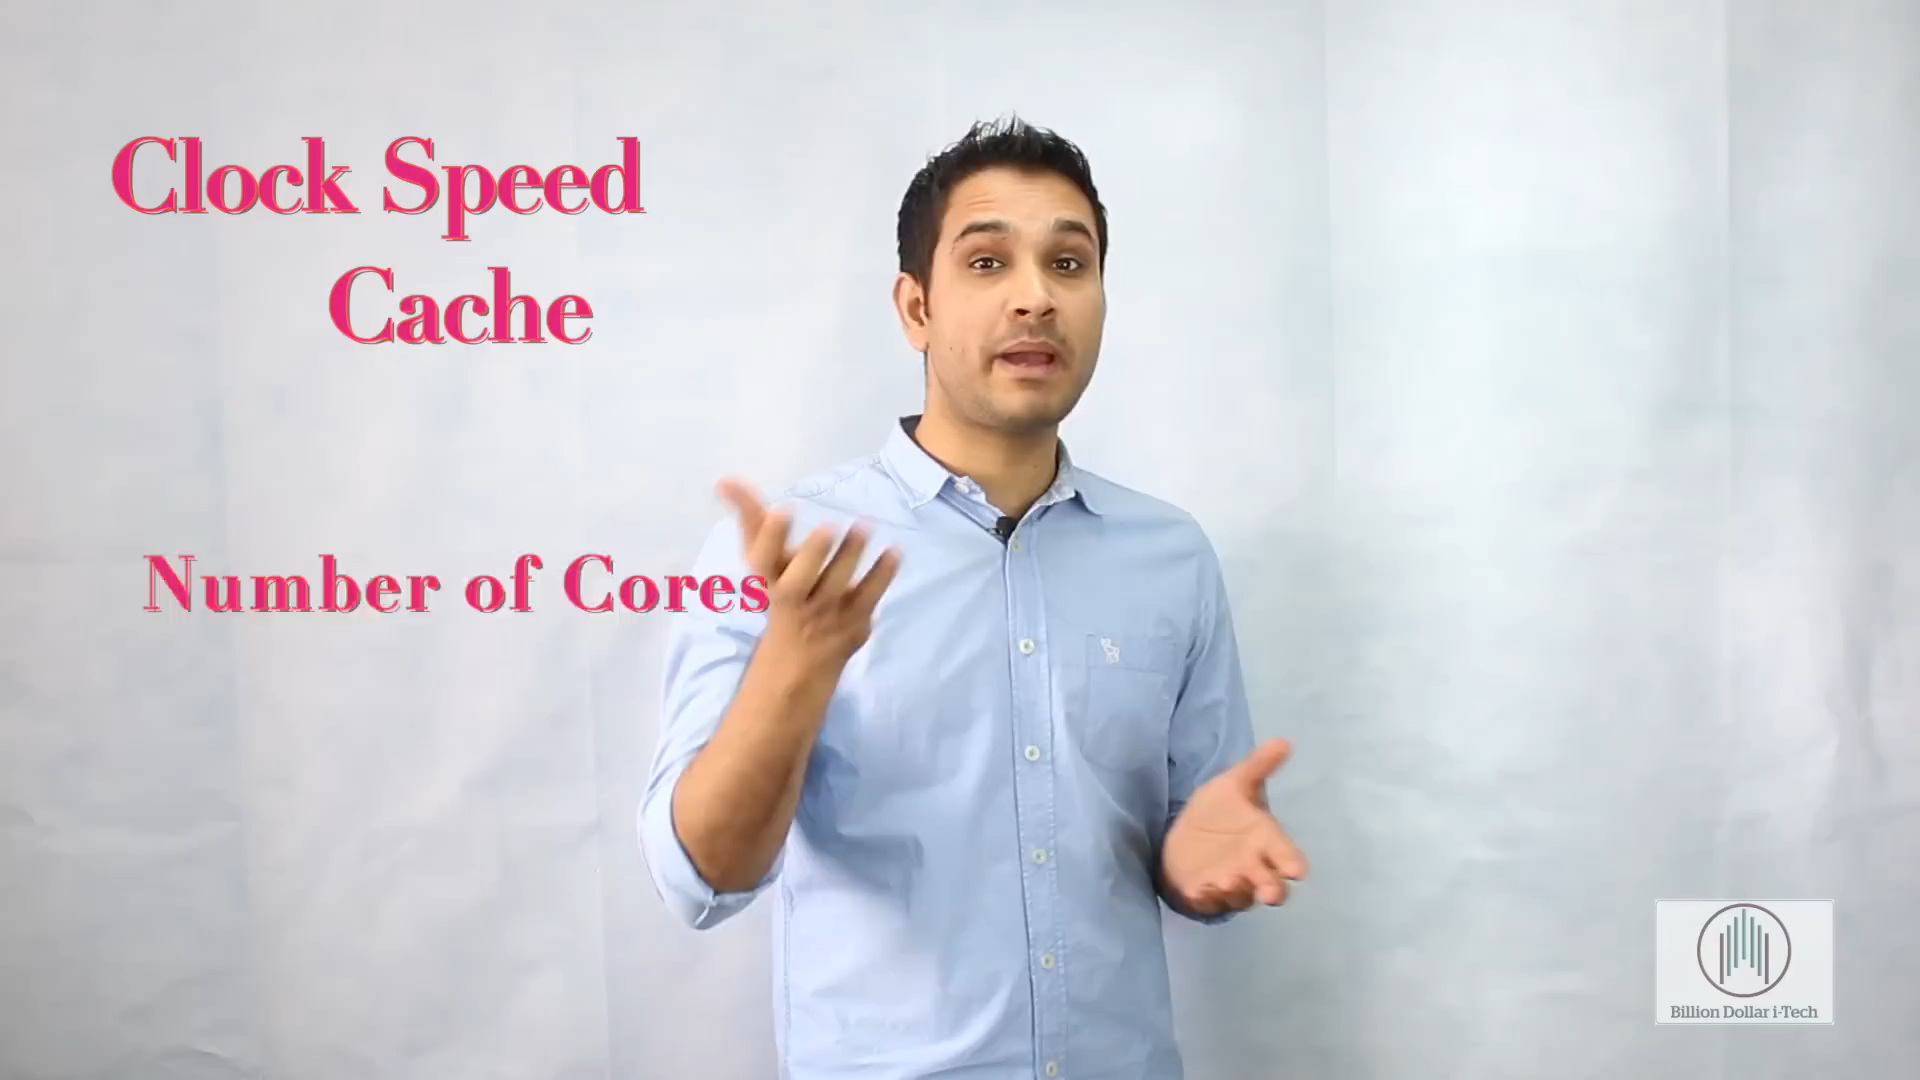 Clock Speed
Cache
Number of Cores
Billion Dollar i-Tech